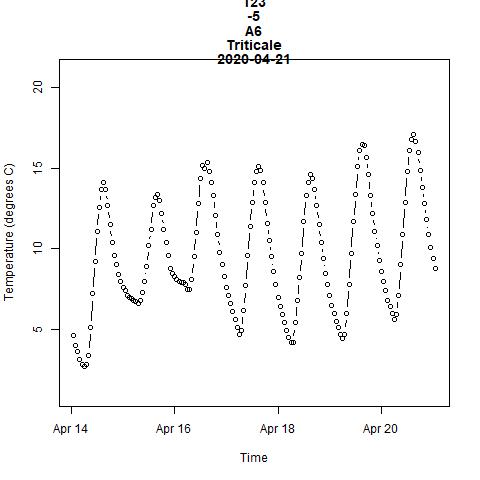 123
-5
A6
Triticale
2020-04-21
20
15
10
5
Temperature (degrees C)
Apr 14
Apr 16
Apr 18
Apr 20
Time